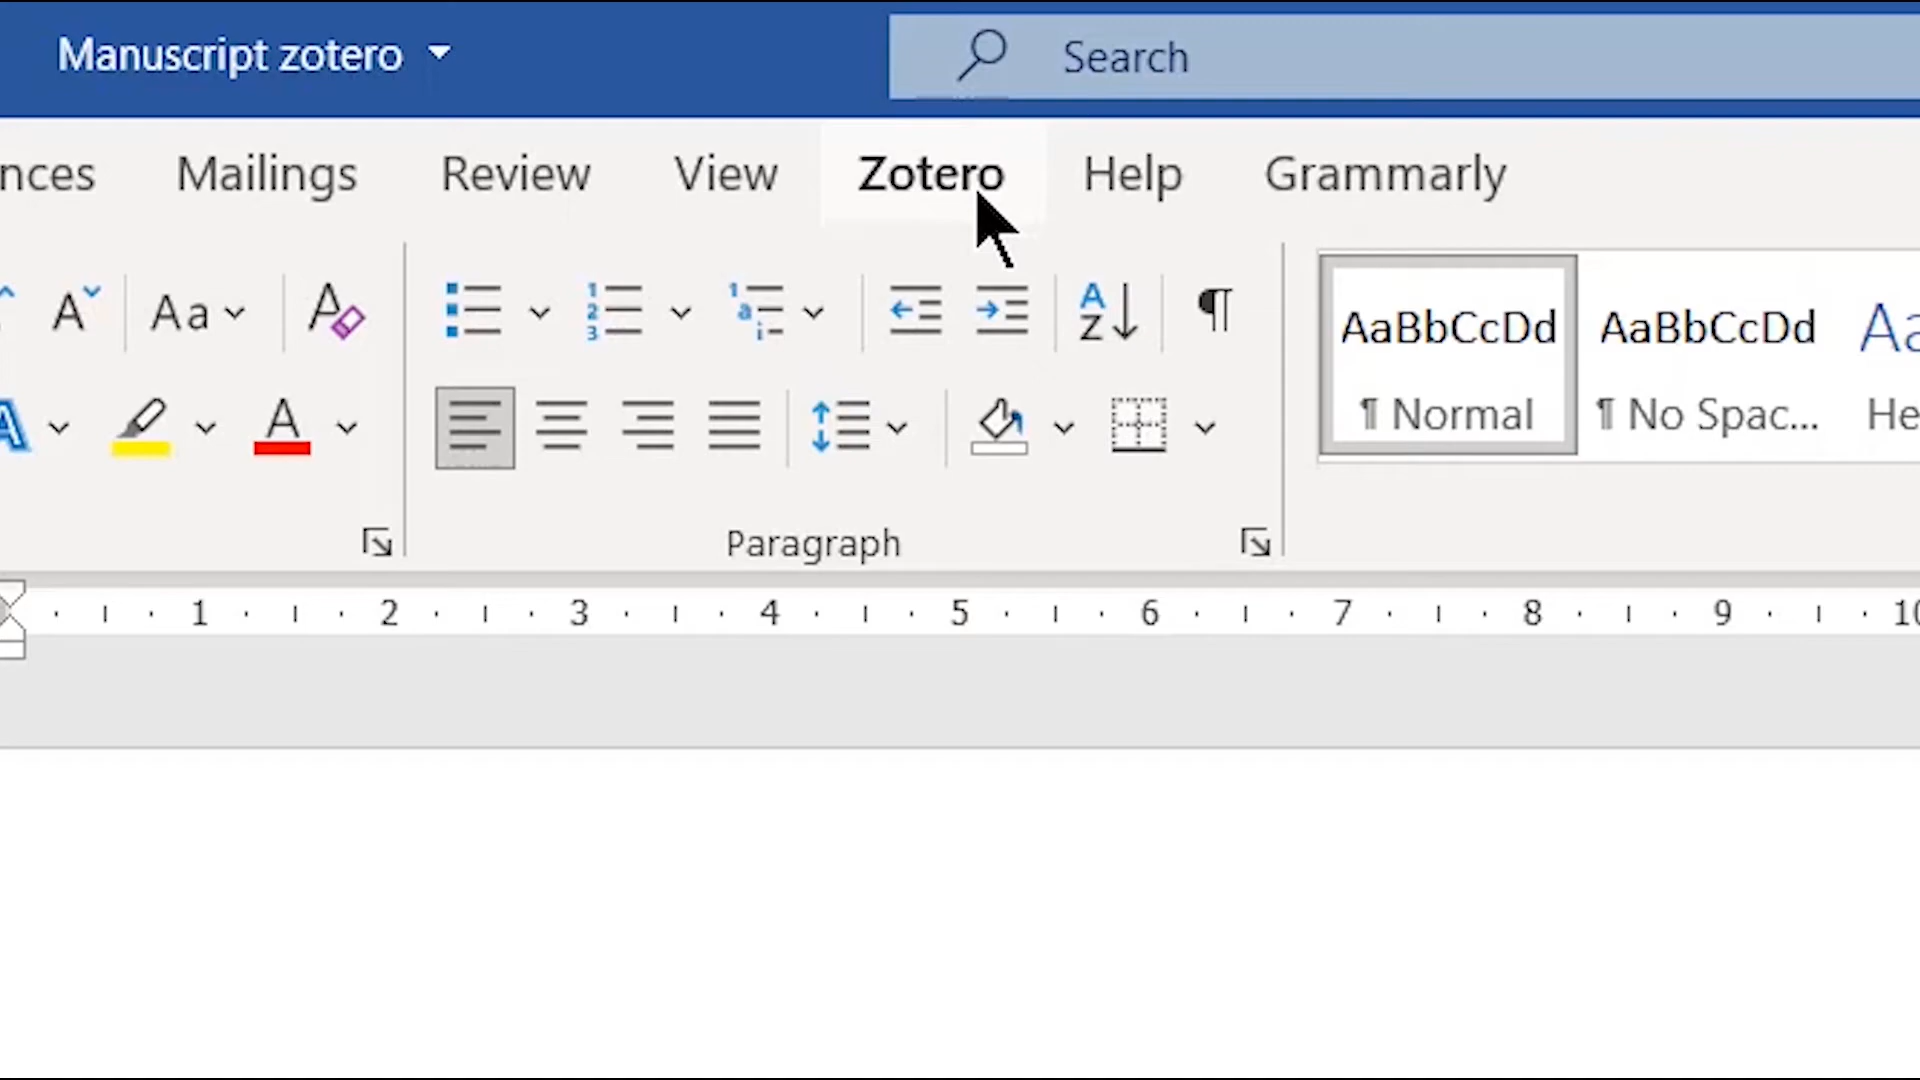 Manuscript zotero
Search
nces Mailings Review View Zotero Help Grammarly
A Aa A
AaBbCcDd AaBbCcDd Aa
¶ Normal ¶ No Spac... He
A A
Paragraph
1 2 3 4 5 6 7 8 9 10